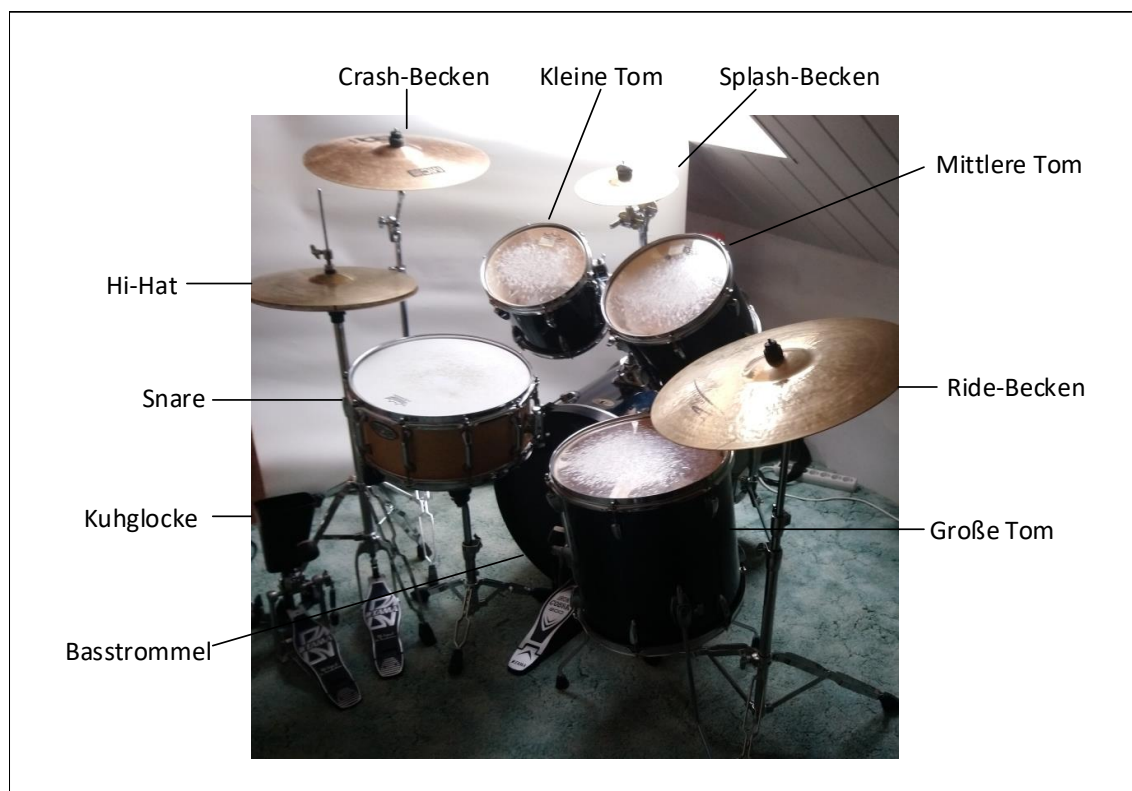 Crash-Becken
Kleine Tom
Splash-Becken
Mittlere Tom
Hi-Hat
Snare
Ride-Becken
Kuhglocke
Große Tom
Basstrommel